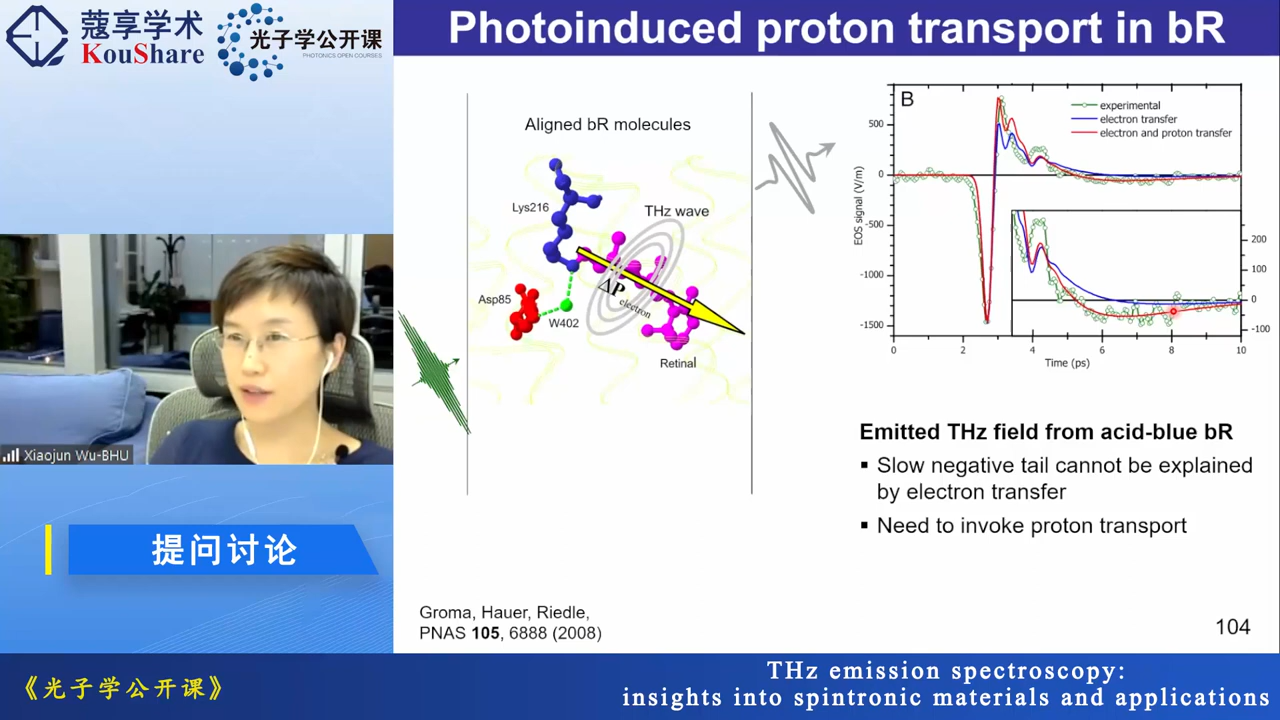 蔻享学术
KouShare
光子学公开课
PHOTONICS OPEN COURSES
Photoinduced proton transport in bR
Aligned bR molecules
Lys216
THz wave
Asp85
W402
ΔP electron
Retinal
B
experimental
electron transfer
electron and proton transfer
EOS signal (V/m)
500
0
-500
-1000
-1500
200
100
0
-100
0 2 4 6 8 10
Time (ps)
Emitted THz field from acid-blue bR
▪ Slow negative tail cannot be explained
by electron transfer
▪ Need to invoke proton transport
Groma, Hauer, Riedle,
PNAS 105, 6888 (2008)
104
Xiaojun Wu-BHU
提问讨论
《光子学公开课》
THz emission spectroscopy:
insights into spintronic materials and applications